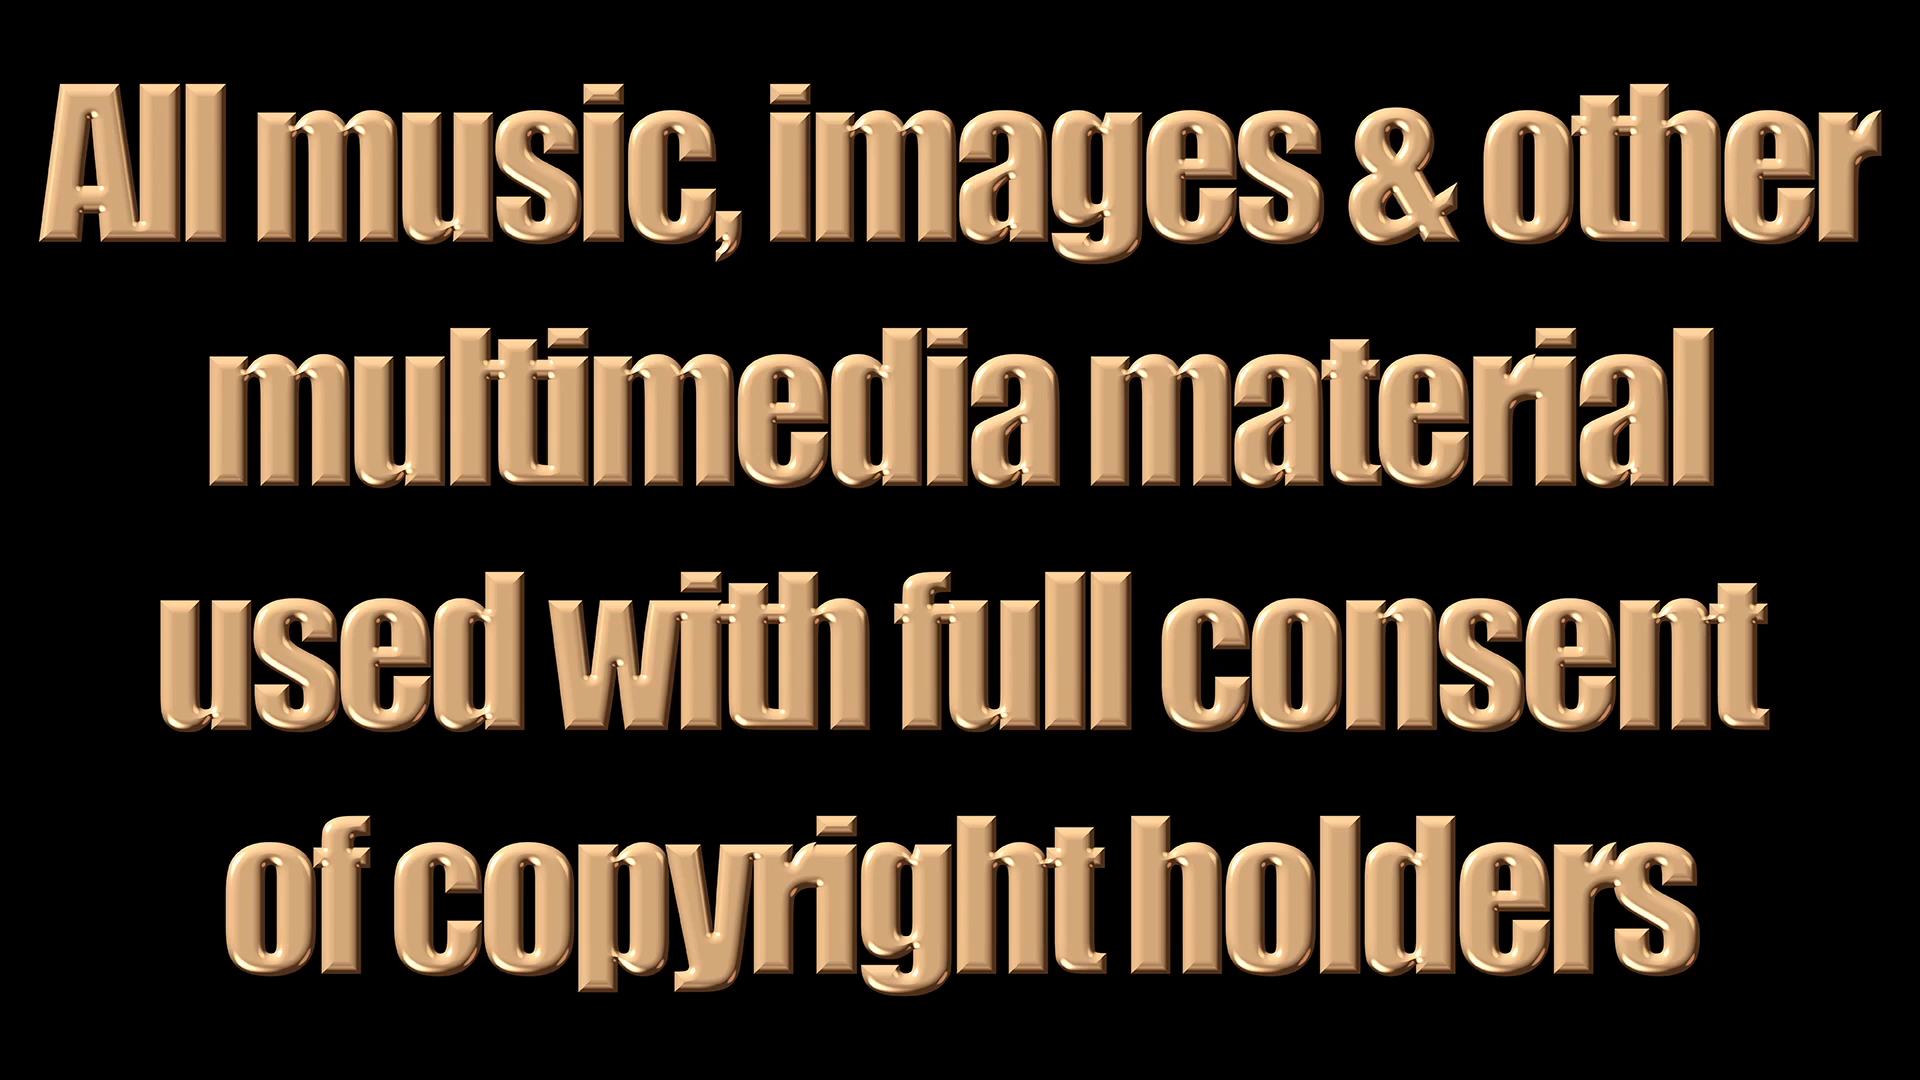 All music, images & other
multimedia material
used with full consent
of copyright holders